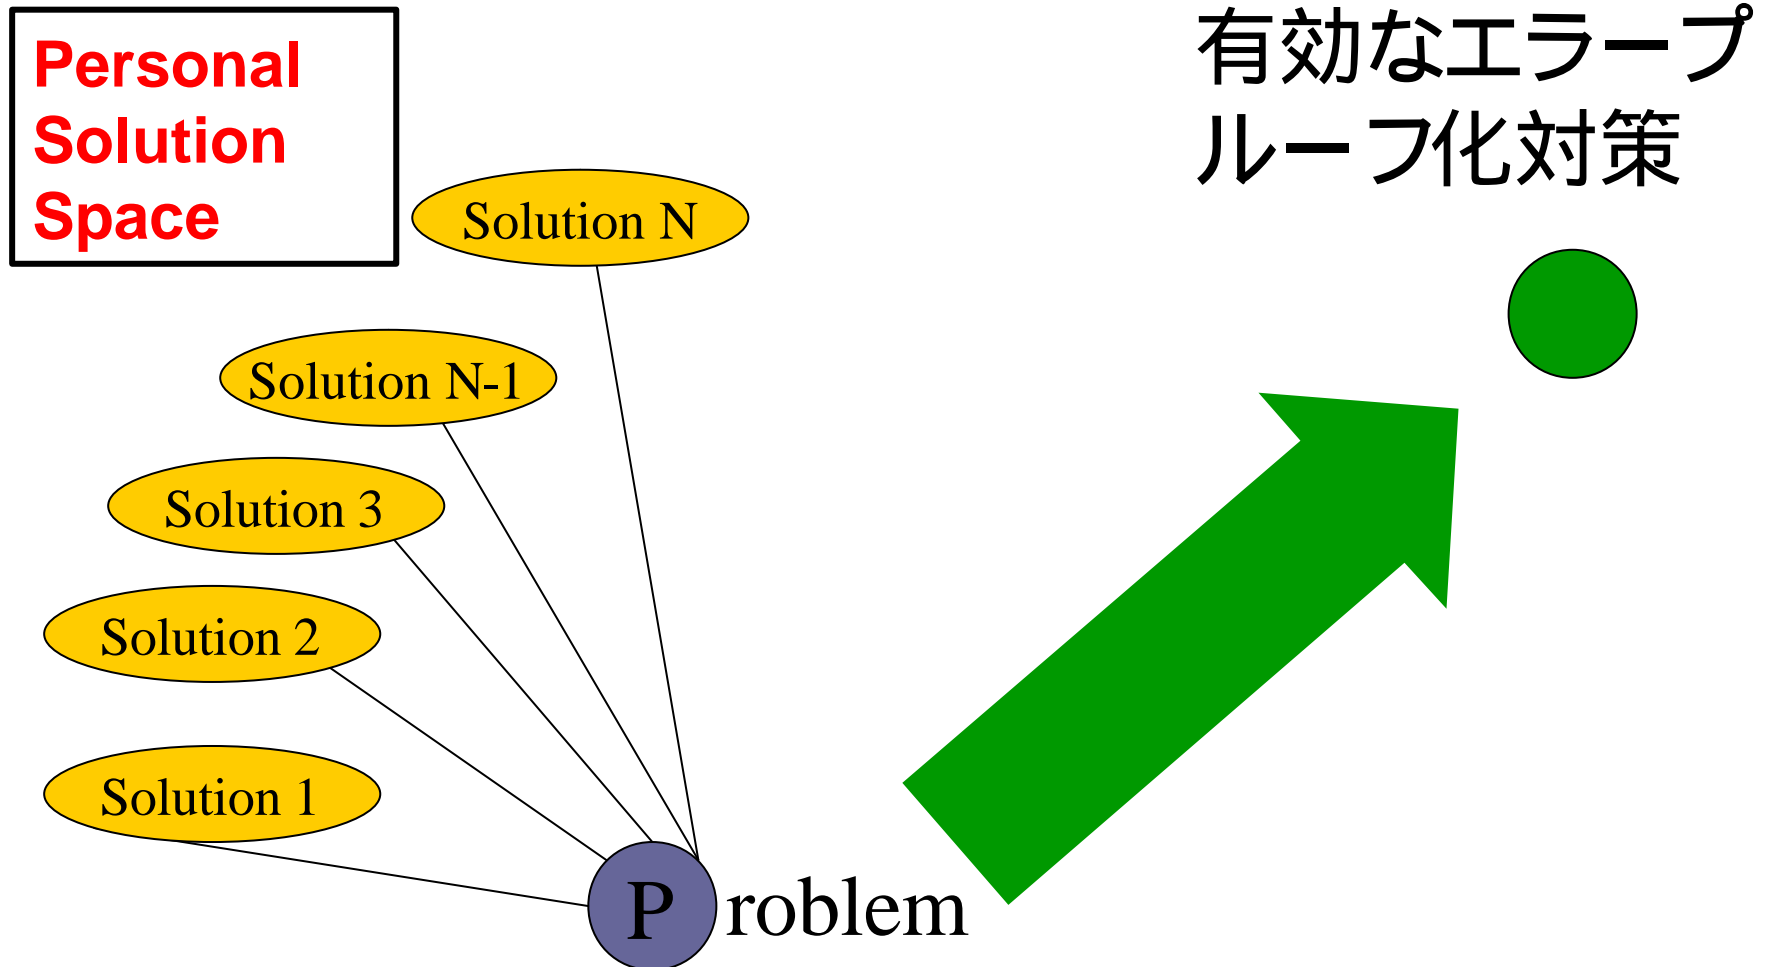 Personal
Solution
Space
有効なエラープ
ルーフ化対策
Solution N
Solution N-1
Solution 3
Solution 2
Solution 1
Problem